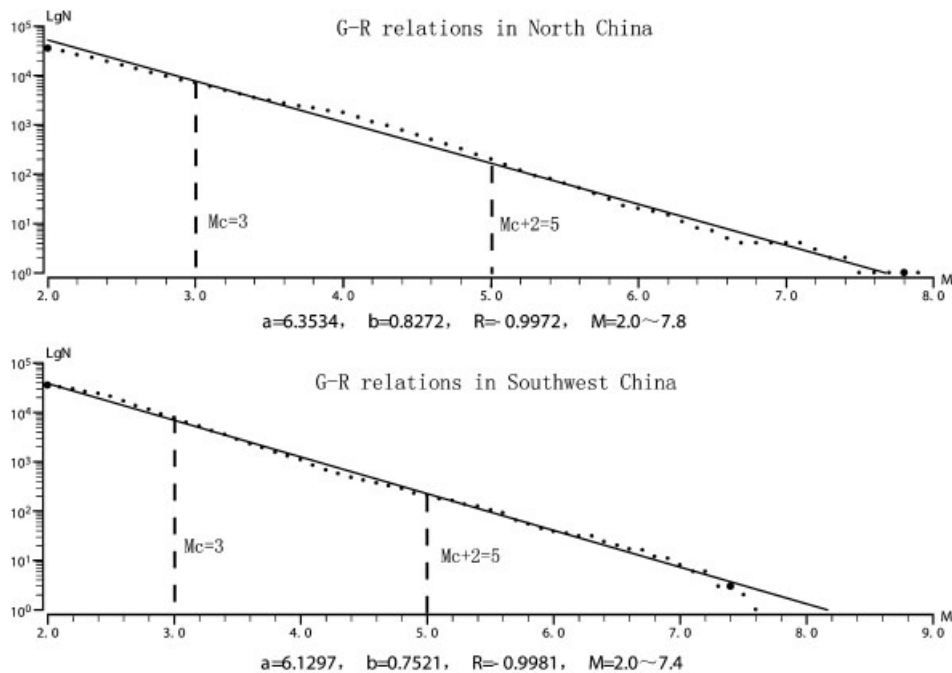 LgN
G-R relations in North China
10⁵
10⁴
10³
10²
10¹
10⁰
Mc=3
Mc+2=5
M
2.0 3.0 4.0 5.0 6.0 7.0 8.0
a=6.3534, b=0.8272, R=-0.9972, M=2.0～7.8
LgN
G-R relations in Southwest China
10⁵
10⁴
10³
10²
10¹
10⁰
Mc=3
Mc+2=5
M
2.0 3.0 4.0 5.0 6.0 7.0 8.0 9.0
a=6.1297, b=0.7521, R=-0.9981, M=2.0～7.4